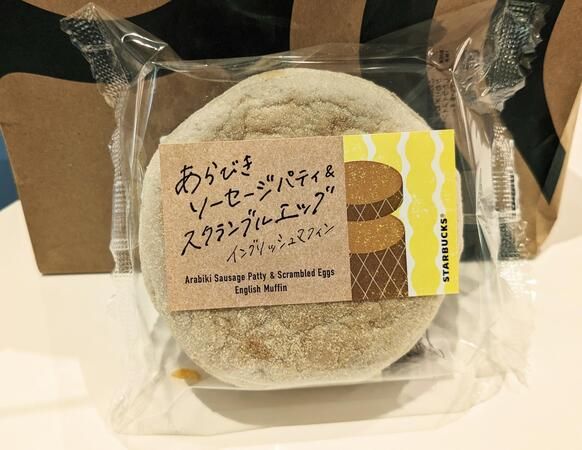 あらびき
ソーセージパティ&
スクランブルエッグ
イングリッシュマフィン
Arabiki Sausage Patty & Scrambled Eggs
English Muffin
STARBUCKS®